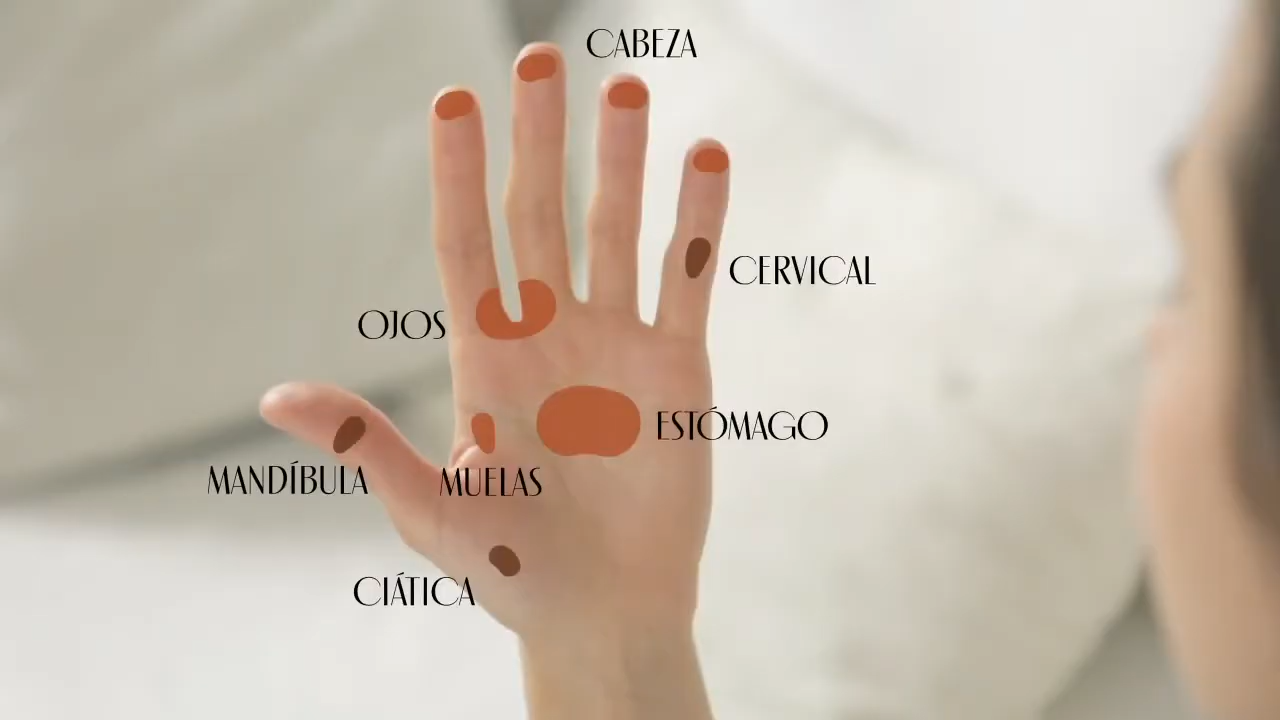 CABEZA
CERVICAL
OJOS
ESTÓMAGO
MANDÍBULA
MUELAS
CIÁTICA